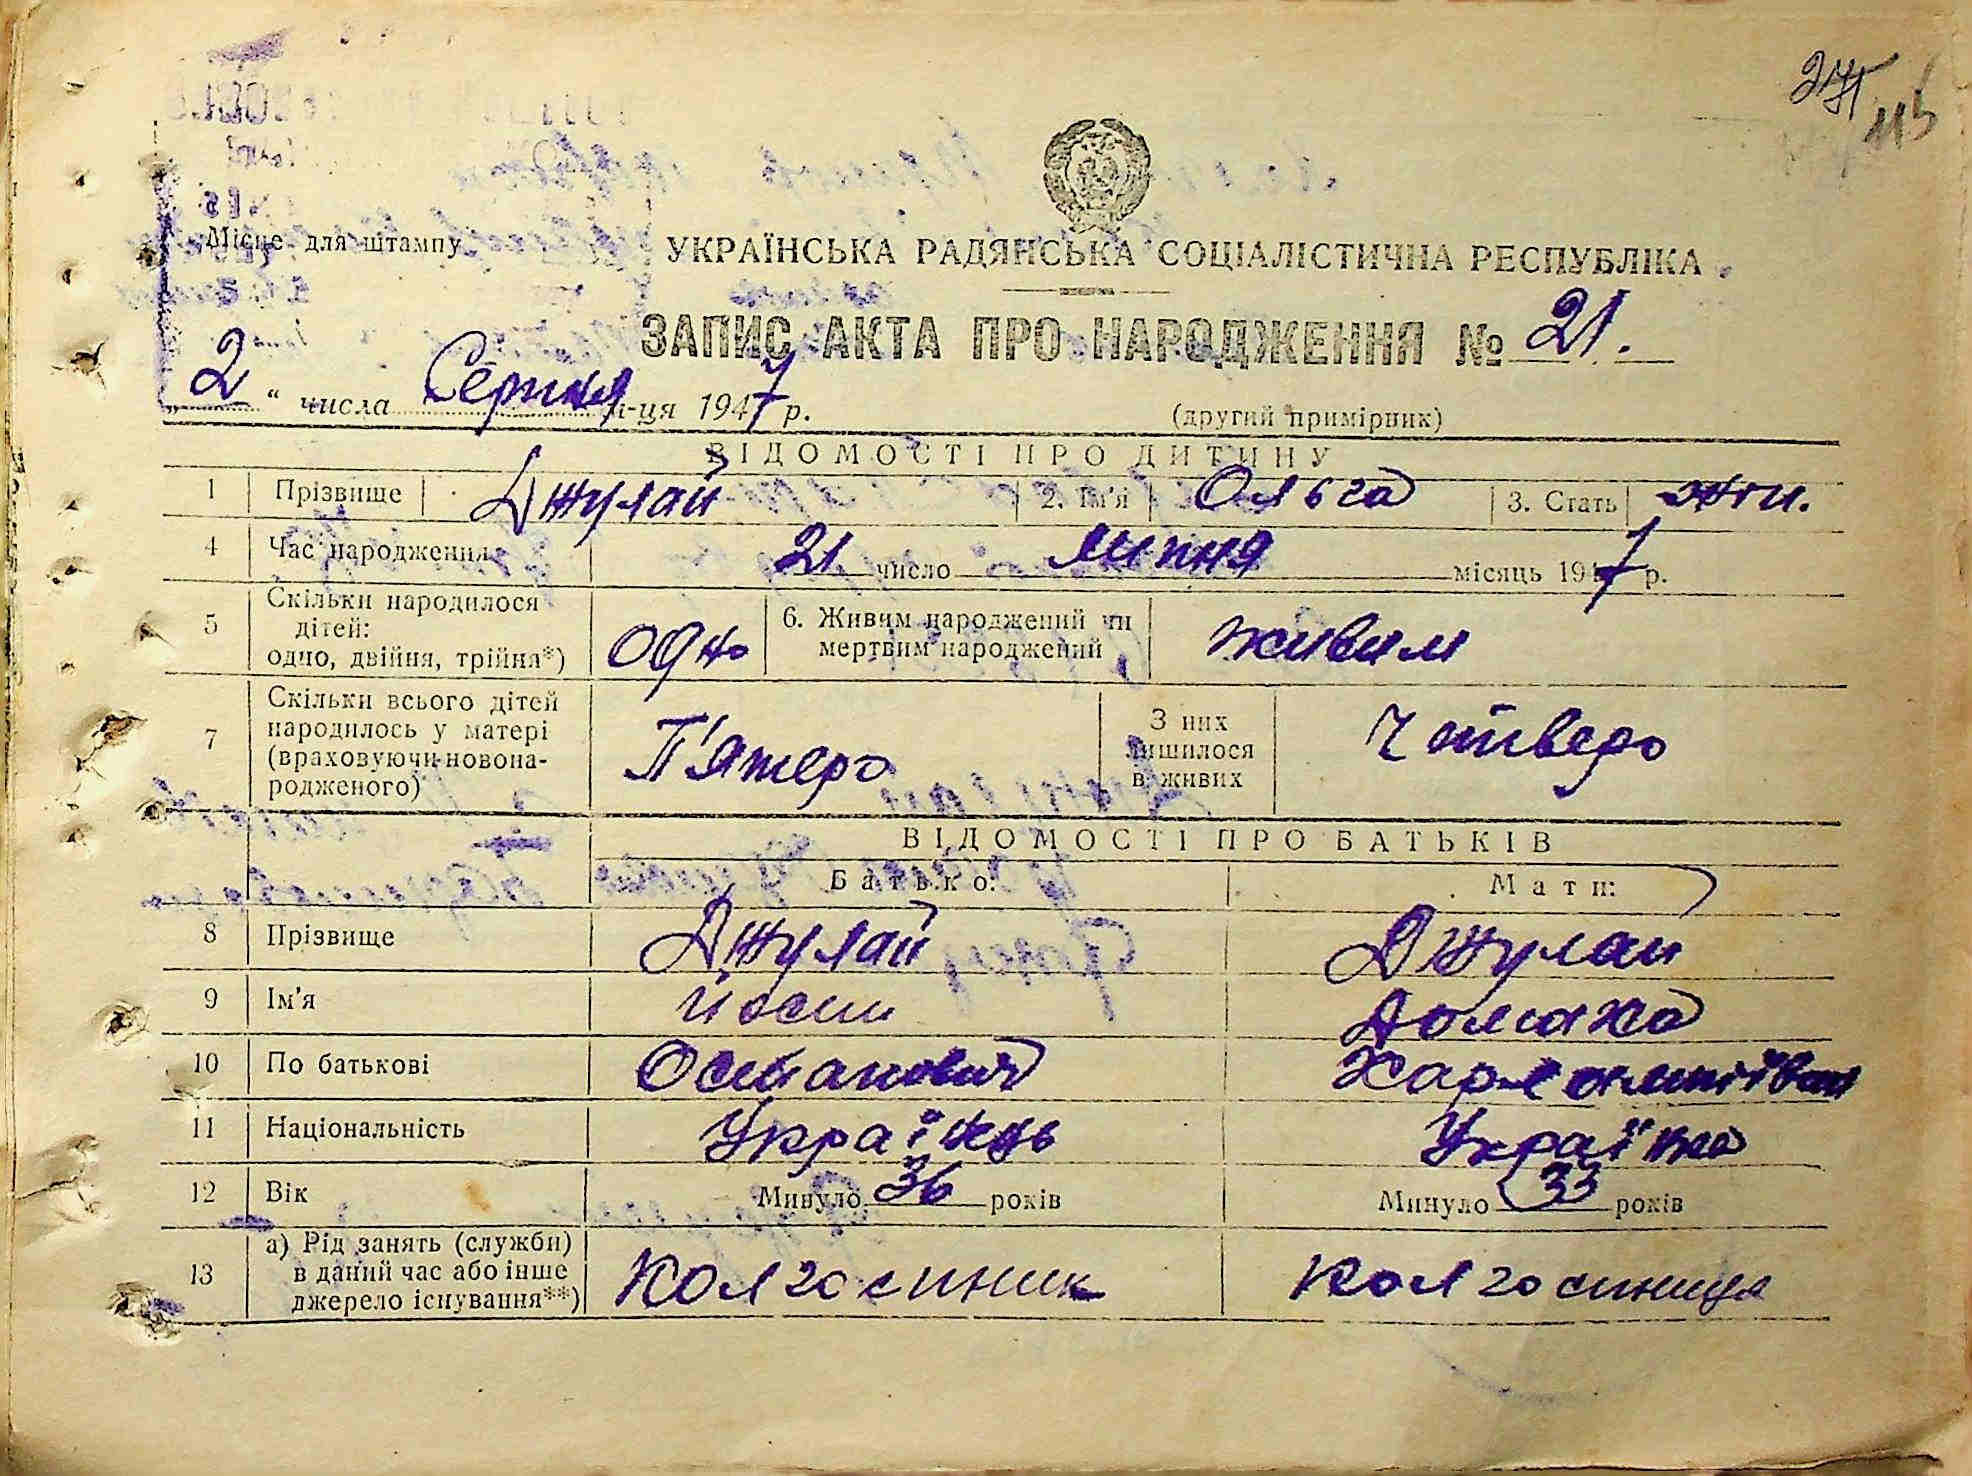 115
Місце для штампу
УКРАЇНСЬКА РАДЯНСЬКА СОЦІАЛІСТИЧНА РЕСПУБЛІКА
ЗАПИС АКТА ПРО НАРОДЖЕННЯ № 21.
„2“ числа Серпня м-ця 1947 р.
(другий примірник)
ВІДОМОСТІ ПРО ДИТИНУ
1 Прізвище Джулай 2. Ім'я Ольга 3. Стать жін.
4 Час народження 21 число липня місяць 1947 р.
5 Скільки народилося дітей: одно, двійня, трійня*) одно 6. Живим народжений чи мертвим народжений живим
7 Скільки всього дітей народилось у матері (враховуючи новонародженого) П'ятеро З них лишилося в живих Четверо
ВІДОМОСТІ ПРО БАТЬКІВ
Батько: Мати:
8 Прізвище Джулай Джулай
9 Ім'я Йосип Домаха
10 По батькові Остапович
11 Національність Українець Українка
12 Вік Минуло 36 років Минуло 33 років
13 а) Рід занять (служби) в даний час або інше джерело існування**) Колгоспник Колгоспниця